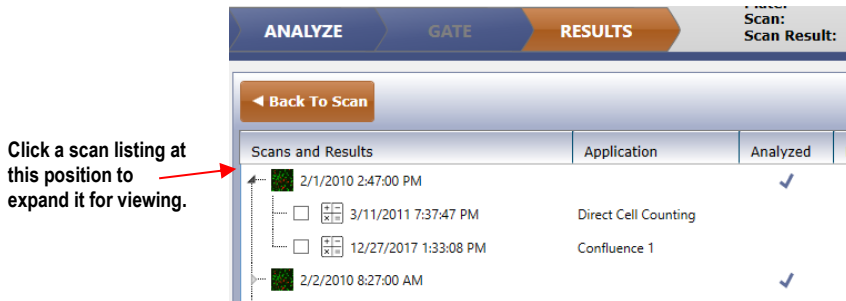 ANALYZE
GATE
RESULTS
Scan:
Scan Result:
Back To Scan
Click a scan listing at
this position to
expand it for viewing.
Scans and Results
Application
Analyzed
2/1/2010 2:47:00 PM
3/11/2011 7:37:47 PM
Direct Cell Counting
12/27/2017 1:33:08 PM
Confluence 1
2/2/2010 8:27:00 AM